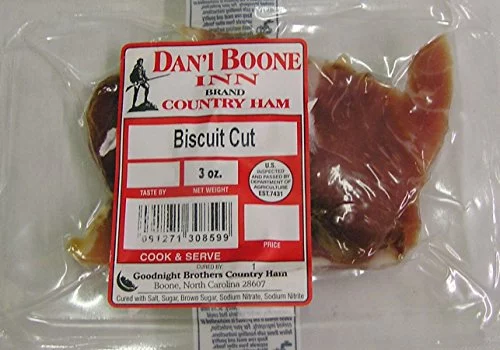 DAN'L BOONE
INN
BRAND
COUNTRY HAM
Biscuit Cut
3 oz.
TASTE BY
NET WEIGHT
U.S.
INSPECTED
AND PASSED BY
DEPARTMENT OF
AGRICULTURE
EST.7431
051271 308599
PRICE
COOK & SERVE
CURED BY
Goodnight Brothers Country Ham
Boone, North Carolina 28607
Cured with Salt, Sugar, Brown Sugar, Sodium Nitrate, Sodium Nitrite